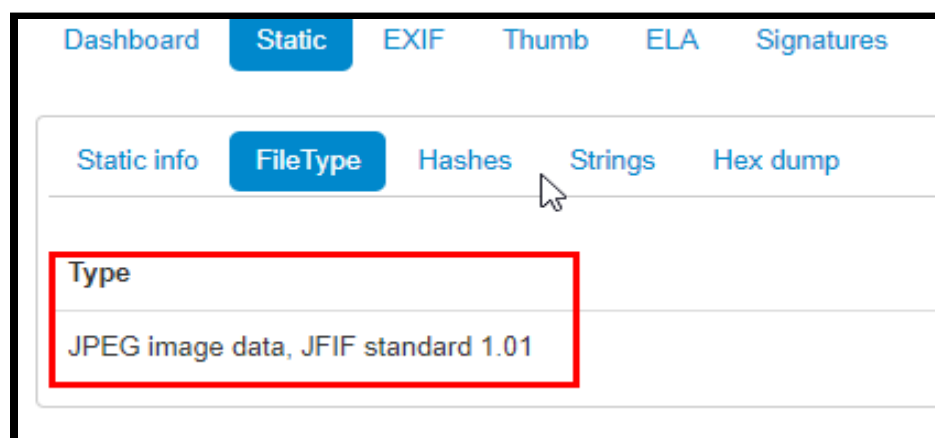 Dashboard Static EXIF Thumb ELA Signatures
Static info FileType Hashes Strings Hex dump
Type
JPEG image data, JFIF standard 1.01